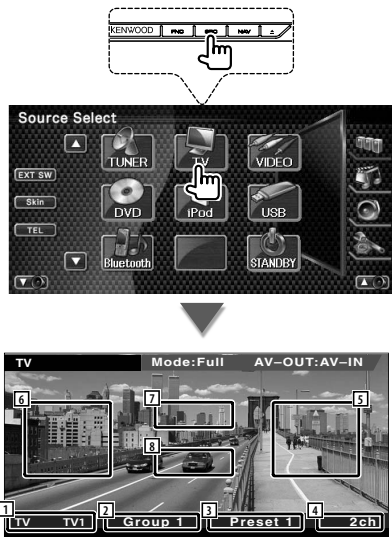 KENWOOD FNC SRC NAV
Source Select
TUNER TV VIDEO
EXT SW
Skin
DVD iPod USB
TEL
Bluetooth STANDBY
TV Mode:Full AV–OUT:AV–IN
6 7 5
8
1 2 3 4
TV TV1 Group 1 Preset 1 2ch